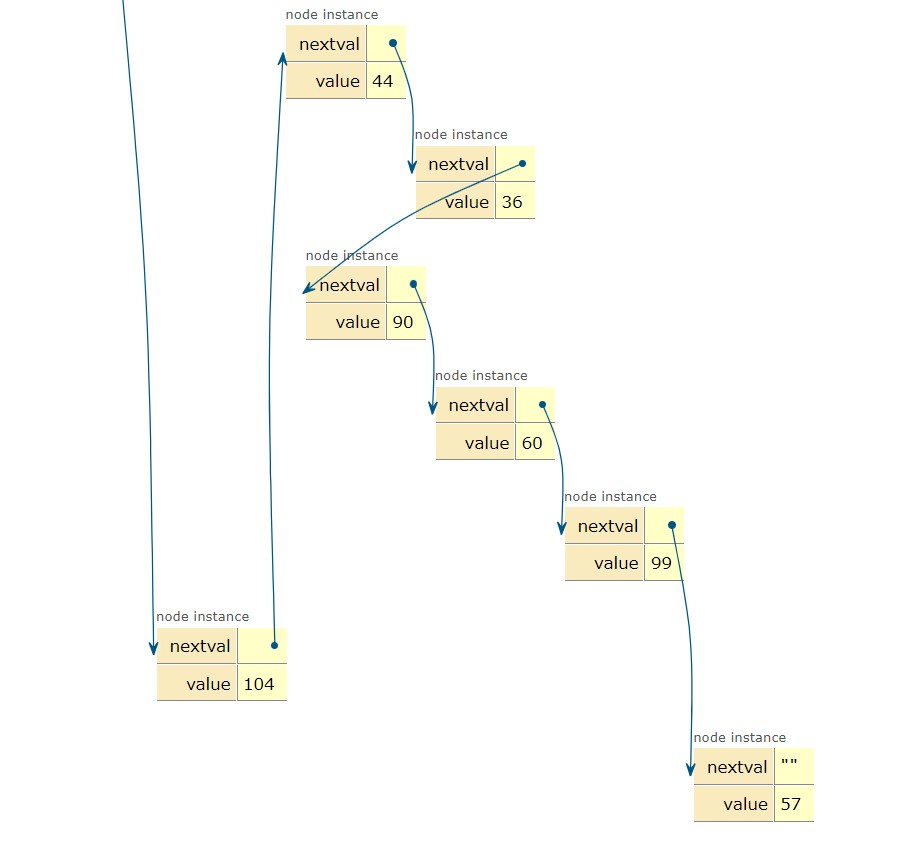 node instance
nextval
value 44
node instance
nextval
value 36
node instance
nextval
value 90
node instance
nextval
value 60
node instance
nextval
value 99
node instance
nextval
value 104
node instance
nextval ""
value 57